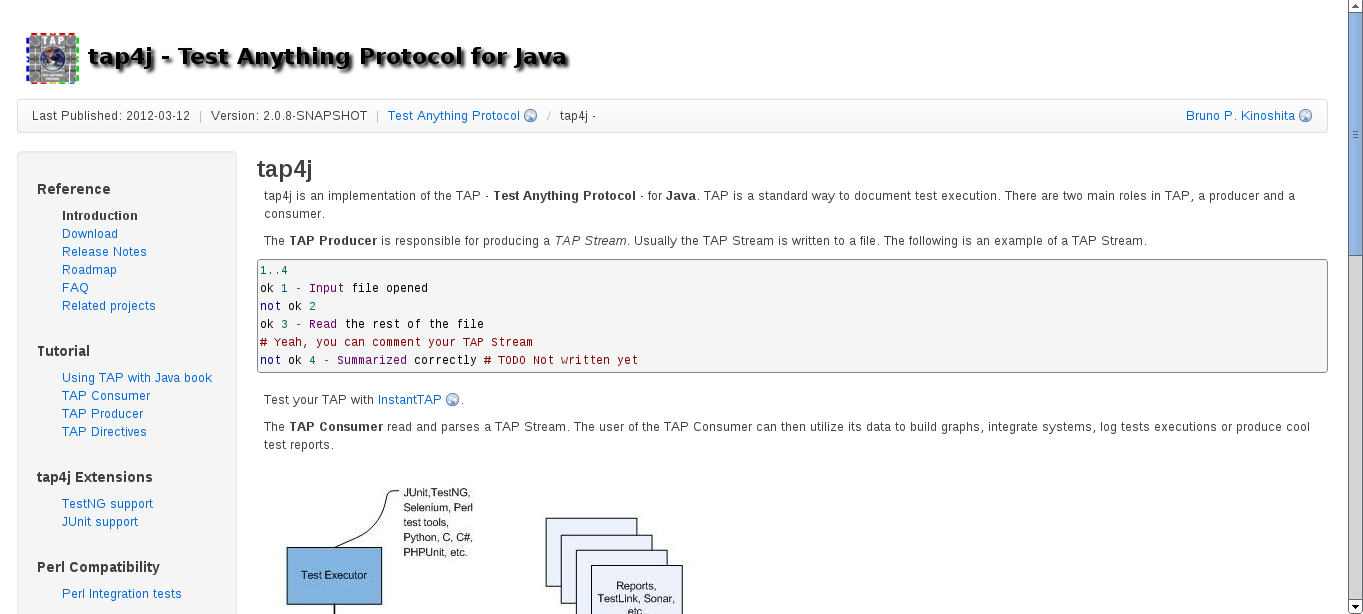 TAP
tap4j - Test Anything Protocol for Java
Last Published: 2012-03-12 | Version: 2.0.8-SNAPSHOT | Test Anything Protocol / tap4j -
Bruno P. Kinoshita
Reference
Introduction
Download
Release Notes
Roadmap
FAQ
Related projects
Tutorial
Using TAP with Java book
TAP Consumer
TAP Producer
TAP Directives
tap4j Extensions
TestNG support
JUnit support
Perl Compatibility
Perl Integration tests
tap4j
tap4j is an implementation of the TAP - Test Anything Protocol - for Java. TAP is a standard way to document test execution. There are two main roles in TAP, a producer and a
consumer.
The TAP Producer is responsible for producing a TAP Stream. Usually the TAP Stream is written to a file. The following is an example of a TAP Stream.
1..4
ok 1 - Input file opened
not ok 2
ok 3 - Read the rest of the file
# Yeah, you can comment your TAP Stream
not ok 4 - Summarized correctly # TODO Not written yet
Test your TAP with InstantTAP .
The TAP Consumer read and parses a TAP Stream. The user of the TAP Consumer can then utilize its data to build graphs, integrate systems, log tests executions or produce cool
test reports.
JUnit,TestNG,
Selenium, Perl
test tools,
Python, C, C#,
PHPUnit, etc.
Test Executor
Reports,
TestLink, Sonar,
etc